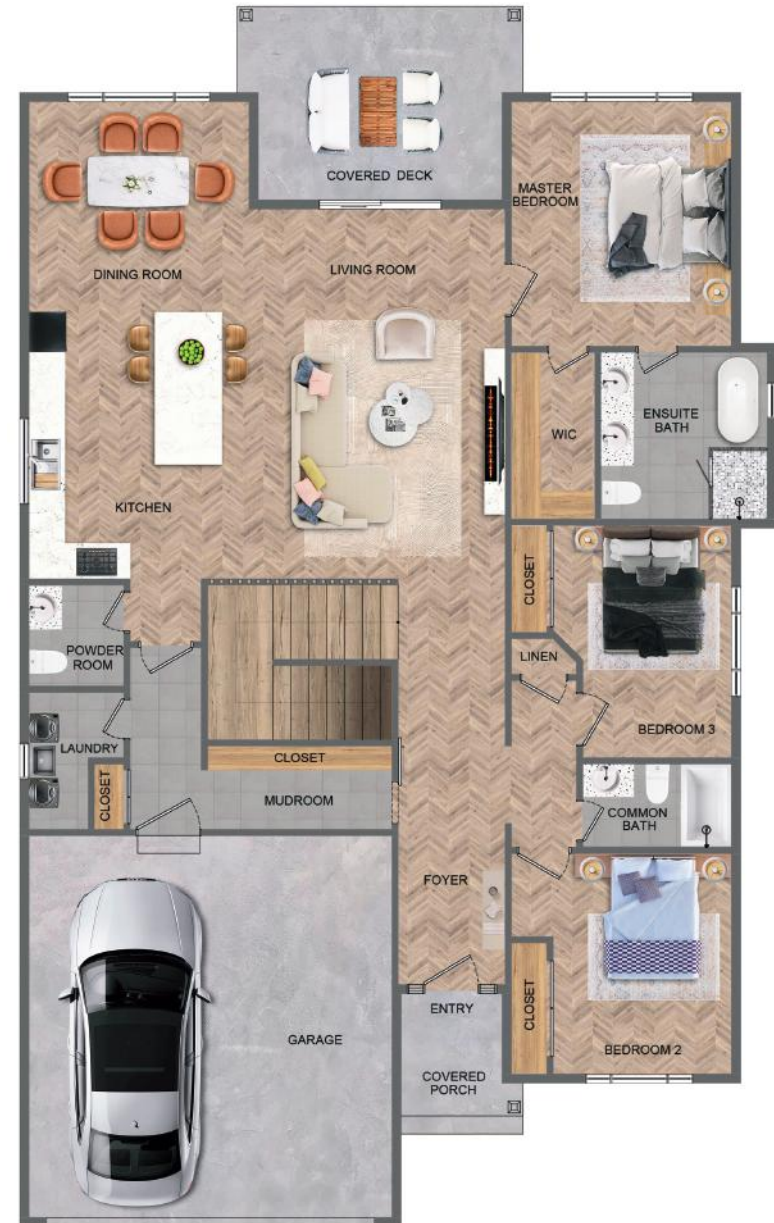 COVERED DECK
MASTER
BEDROOM
DINING ROOM
LIVING ROOM
ENSUITE
BATH
WIC
KITCHEN
CLOSET
POWDER
ROOM
LINEN
BEDROOM 3
LAUNDRY
CLOSET
CLOSET
MUDROOM
COMMON
BATH
FOYER
ENTRY
CLOSET
GARAGE
BEDROOM 2
COVERED
PORCH